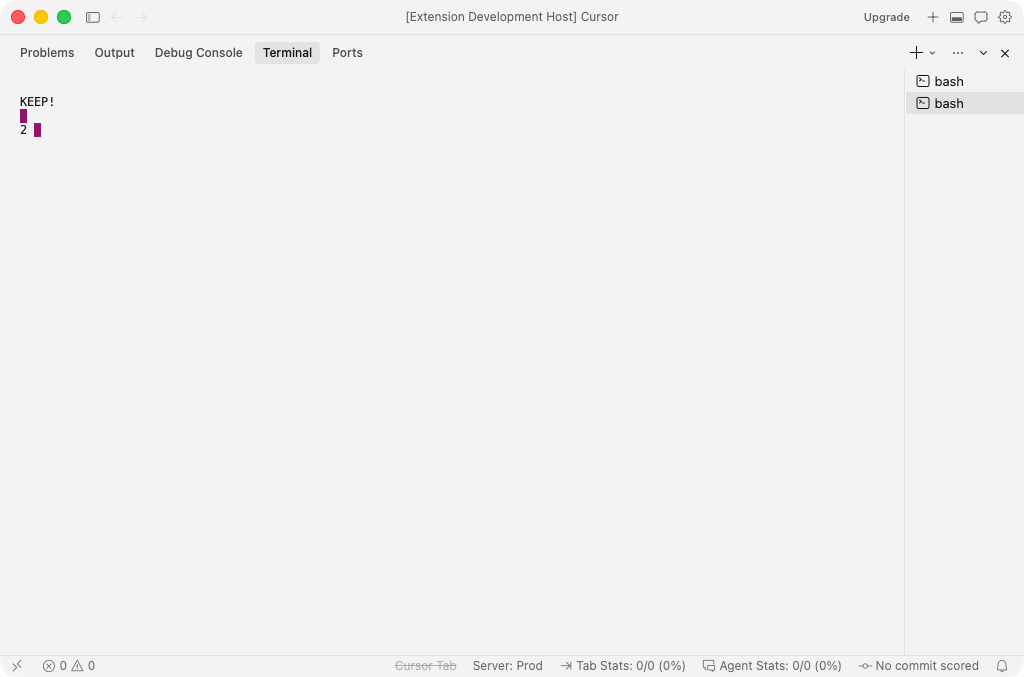 [Extension Development Host] Cursor
Upgrade
Problems Output Debug Console Terminal Ports
bash
bash
KEEP!
2
0 0 Cursor Tab Server: Prod Tab Stats: 0/0 (0%) Agent Stats: 0/0 (0%) No commit scored